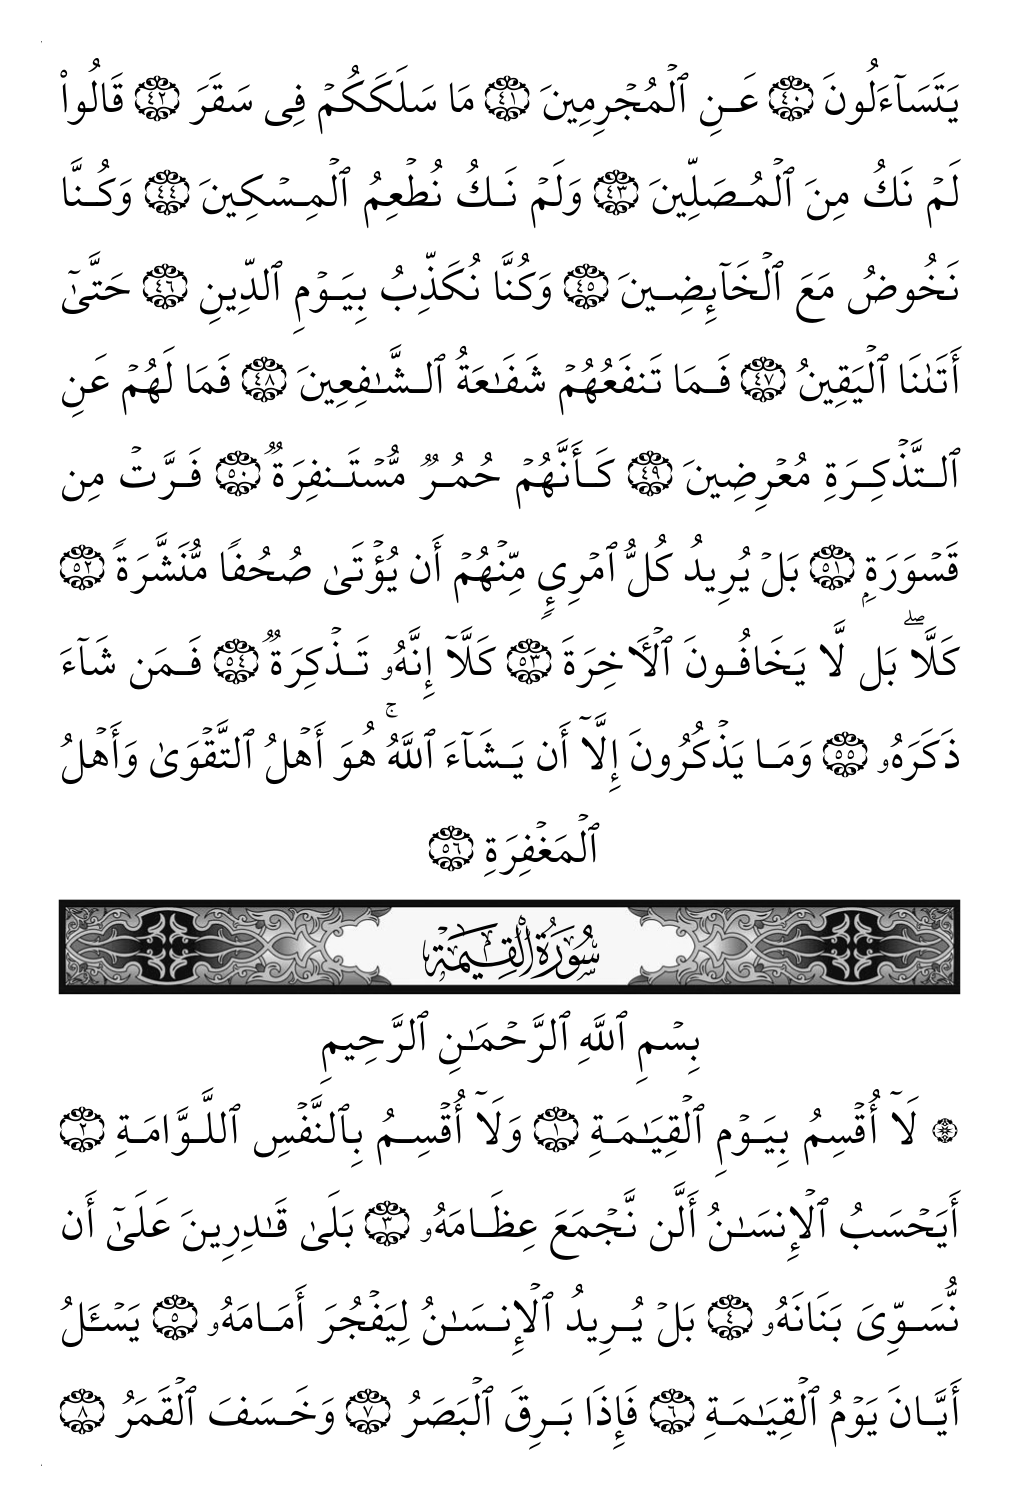 يَتَسَآءَلُونَ ٤٠ عَنِ ٱلْمُجْرِمِينَ ٤١ مَا سَلَكَكُمْ فِى سَقَرَ ٤٢ قَالُوا۟
لَمْ نَكُ مِنَ ٱلْمُصَلِّينَ ٤٣ وَلَمْ نَكُ نُطْعِمُ ٱلْمِسْكِينَ ٤٤ وَكُنَّا
نَخُوضُ مَعَ ٱلْخَآئِضِينَ ٤٥ وَكُنَّا نُكَذِّبُ بِيَوْمِ ٱلدِّينِ ٤٦ حَتَّىٰٓ
أَتَىٰنَا ٱلْيَقِينُ ٤٧ فَمَا تَنفَعُهُمْ شَفَـٰعَةُ ٱلشَّـٰفِعِينَ ٤٨ فَمَا لَهُمْ عَنِ
ٱلتَّذْكِرَةِ مُعْرِضِينَ ٤٩ كَأَنَّهُمْ حُمُرٌ مُّسْتَنفِرَةٌ ٥٠ فَرَّتْ مِن
قَسْوَرَةٍۭ ٥١ بَلْ يُرِيدُ كُلُّ ٱمْرِئٍ مِّنْهُمْ أَن يُؤْتَىٰ صُحُفًا مُّنَشَّرَةً ٥٢
كَلَّا ۖ بَل لَّا يَخَافُونَ ٱلْـَٔاخِرَةَ ٥٣ كَلَّآ إِنَّهُۥ تَذْكِرَةٌ ٥٤ فَمَن شَآءَ
ذَكَرَهُۥ ٥٥ وَمَا يَذْكُرُونَ إِلَّآ أَن يَشَآءَ ٱللَّهُ ۚ هُوَ أَهْلُ ٱلتَّقْوَىٰ وَأَهْلُ
ٱلْمَغْفِرَةِ ٥٦
سُورَةُ ٱلْقِيَـٰمَةِ
بِسْمِ ٱللَّهِ ٱلرَّحْمَـٰنِ ٱلرَّحِيمِ
۞ لَآ أُقْسِمُ بِيَوْمِ ٱلْقِيَـٰمَةِ ١ وَلَآ أُقْسِمُ بِٱلنَّفْسِ ٱللَّوَّامَةِ ٢
أَيَحْسَبُ ٱلْإِنسَـٰنُ أَلَّن نَّجْمَعَ عِظَامَهُۥ ٣ بَلَىٰ قَـٰدِرِينَ عَلَىٰٓ أَن
نُّسَوِّىَ بَنَانَهُۥ ٤ بَلْ يُرِيدُ ٱلْإِنسَـٰنُ لِيَفْجُرَ أَمَامَهُۥ ٥ يَسْـَٔلُ
أَيَّانَ يَوْمُ ٱلْقِيَـٰمَةِ ٦ فَإِذَا بَرِقَ ٱلْبَصَرُ ٧ وَخَسَفَ ٱلْقَمَرُ ٨